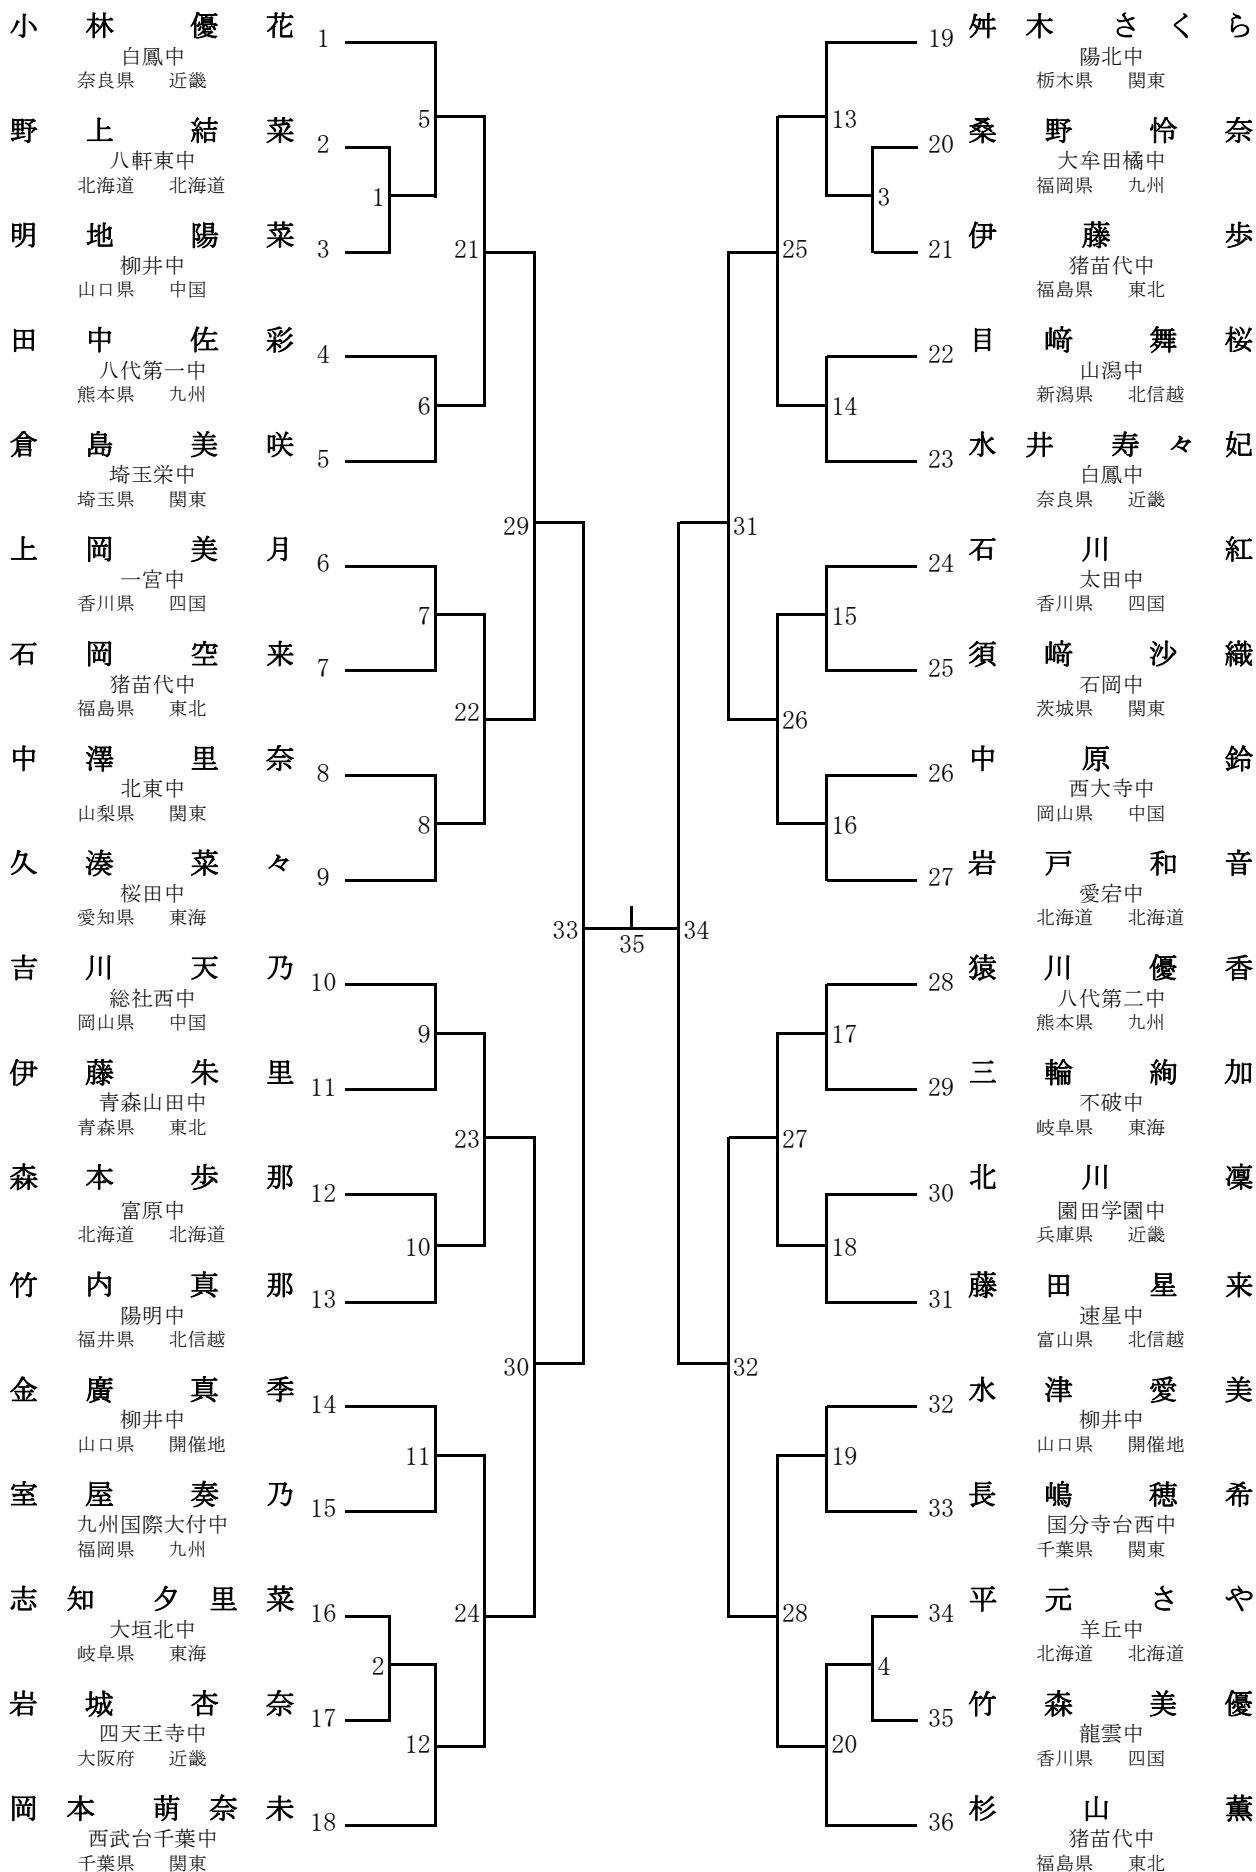 小林優花 1
白鳳中
奈良県 近畿
野上結菜 2
八軒東中
北海道 北海道
明地陽菜 3
柳井中
山口県 中国
田中佐彩 4
八代第一中
熊本県 九州
倉島美咲 5
埼玉栄中
埼玉県 関東
上岡美月 6
一宮中
香川県 四国
石岡空来 7
猪苗代中
福島県 東北
中澤里奈 8
北東中
山梨県 関東
久湊菜々 9
桜田中
愛知県 東海
吉川天乃 10
総社西中
岡山県 中国
伊藤朱里 11
青森山田中
青森県 東北
森本歩那 12
富原中
北海道 北海道
竹内真那 13
陽明中
福井県 北信越
金廣真季 14
柳井中
山口県 開催地
室屋奏乃 15
九州国際大付中
福岡県 九州
志知夕里菜 16
大垣北中
岐阜県 東海
岩城杏奈 17
四天王寺中
大阪府 近畿
岡本萌奈未 18
西武台千葉中
千葉県 関東
5
1
21
6
29
7
22
8
33
9
23
10
30
11
24
2
12
35
34
13
3
25
14
31
15
26
16
17
27
18
32
19
28
4
20
19 舛木さくら
陽北中
栃木県 関東
20 桑野怜奈
大牟田橘中
福岡県 九州
21 伊藤歩
猪苗代中
福島県 東北
22 目﨑舞桜
山潟中
新潟県 北信越
23 水井寿々妃
白鳳中
奈良県 近畿
24 石川紅
太田中
香川県 四国
25 須﨑沙織
石岡中
茨城県 関東
26 中原鈴
西大寺中
岡山県 中国
27 岩戸和音
愛宕中
北海道 北海道
28 猿川優香
八代第二中
熊本県 九州
29 三輪絢加
不破中
岐阜県 東海
30 北川凜
園田学園中
兵庫県 近畿
31 藤田星来
速星中
富山県 北信越
32 水津愛美
柳井中
山口県 開催地
33 長嶋穂希
国分寺台西中
千葉県 関東
34 平元さや
羊丘中
北海道 北海道
35 竹森美優
龍雲中
香川県 四国
36 杉山薫
猪苗代中
福島県 東北